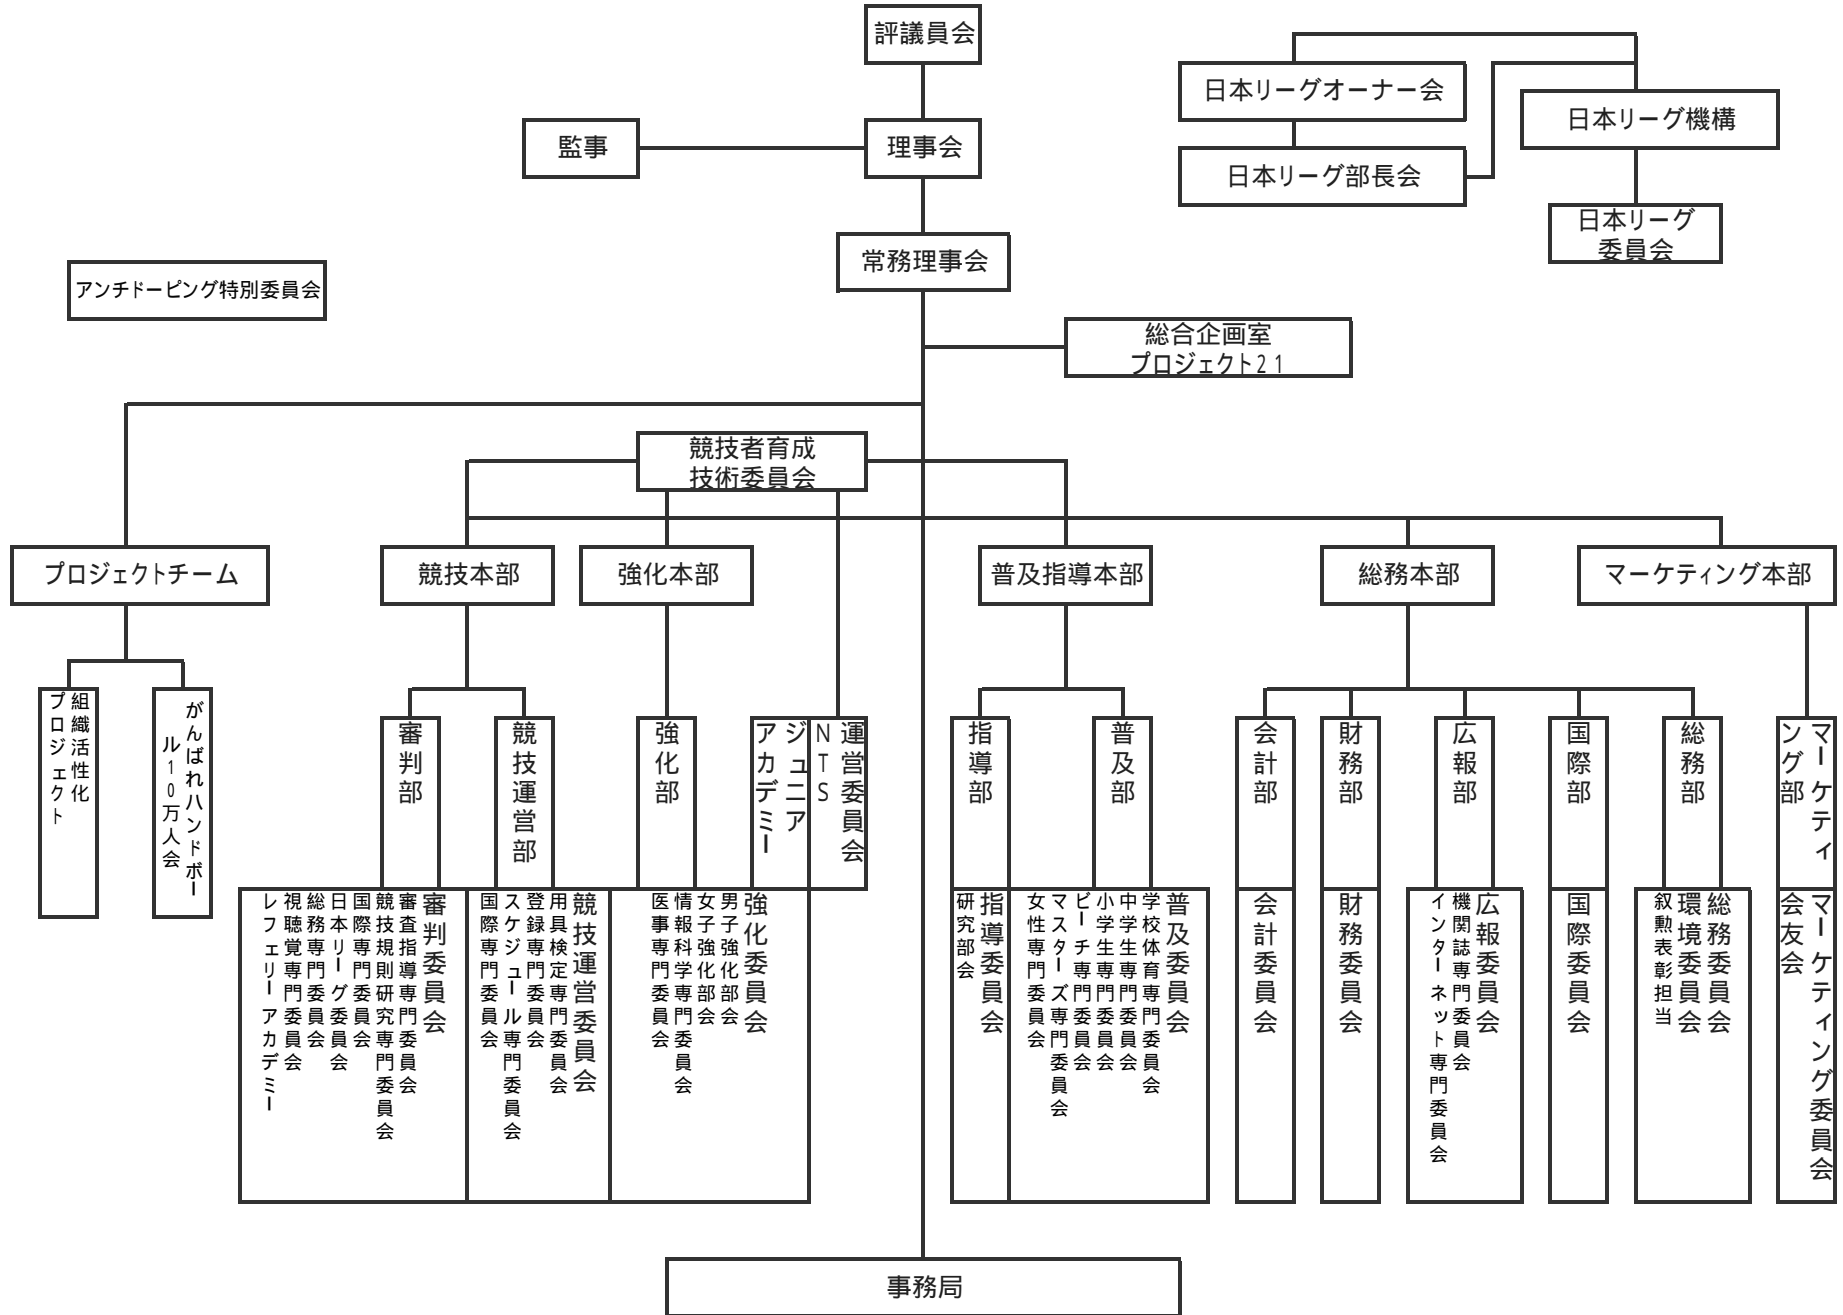 評議員会
日本リーグオーナー会
日本リーグ機構
監事
理事会
日本リーグ部長会
日本リーグ
委員会
常務理事会
アンチドーピング特別委員会
総合企画室
プロジェクト21
競技者育成
技術委員会
プロジェクトチーム
競技本部
強化本部
普及指導本部
総務本部
マーケティング本部
組織活性化
プロジェクト
がんばれハンドボー
ル10万人会
審判部
競技運営部
強化部
ジュニア
アカデミー
運営委員会
NTS
指導部
普及部
会計部
財務部
広報部
国際部
総務部
マーケティ
ング部
審判委員会
審査指導専門委員会
競技規則研究専門委員会
国際専門委員会
日本リーグ委員会
総務専門委員会
視聴覚専門委員会
レフェリーアカデミー
競技運営委員会
用具検定専門委員会
登録専門委員会
スケジュール専門委員会
国際専門委員会
強化委員会
男子強化部会
女子強化部会
情報科学専門委員会
医事専門委員会
指導委員会
研究部会
普及委員会
学校体育専門委員会
中学生専門委員会
小学生専門委員会
ビーチ専門委員会
マスターズ専門委員会
女性専門委員会
会計委員会
財務委員会
広報委員会
機関誌専門委員会
インターネット専門委員会
国際委員会
総務委員会
環境委員会
叙勲表彰担当
マーケティング委員会
会友会
事務局